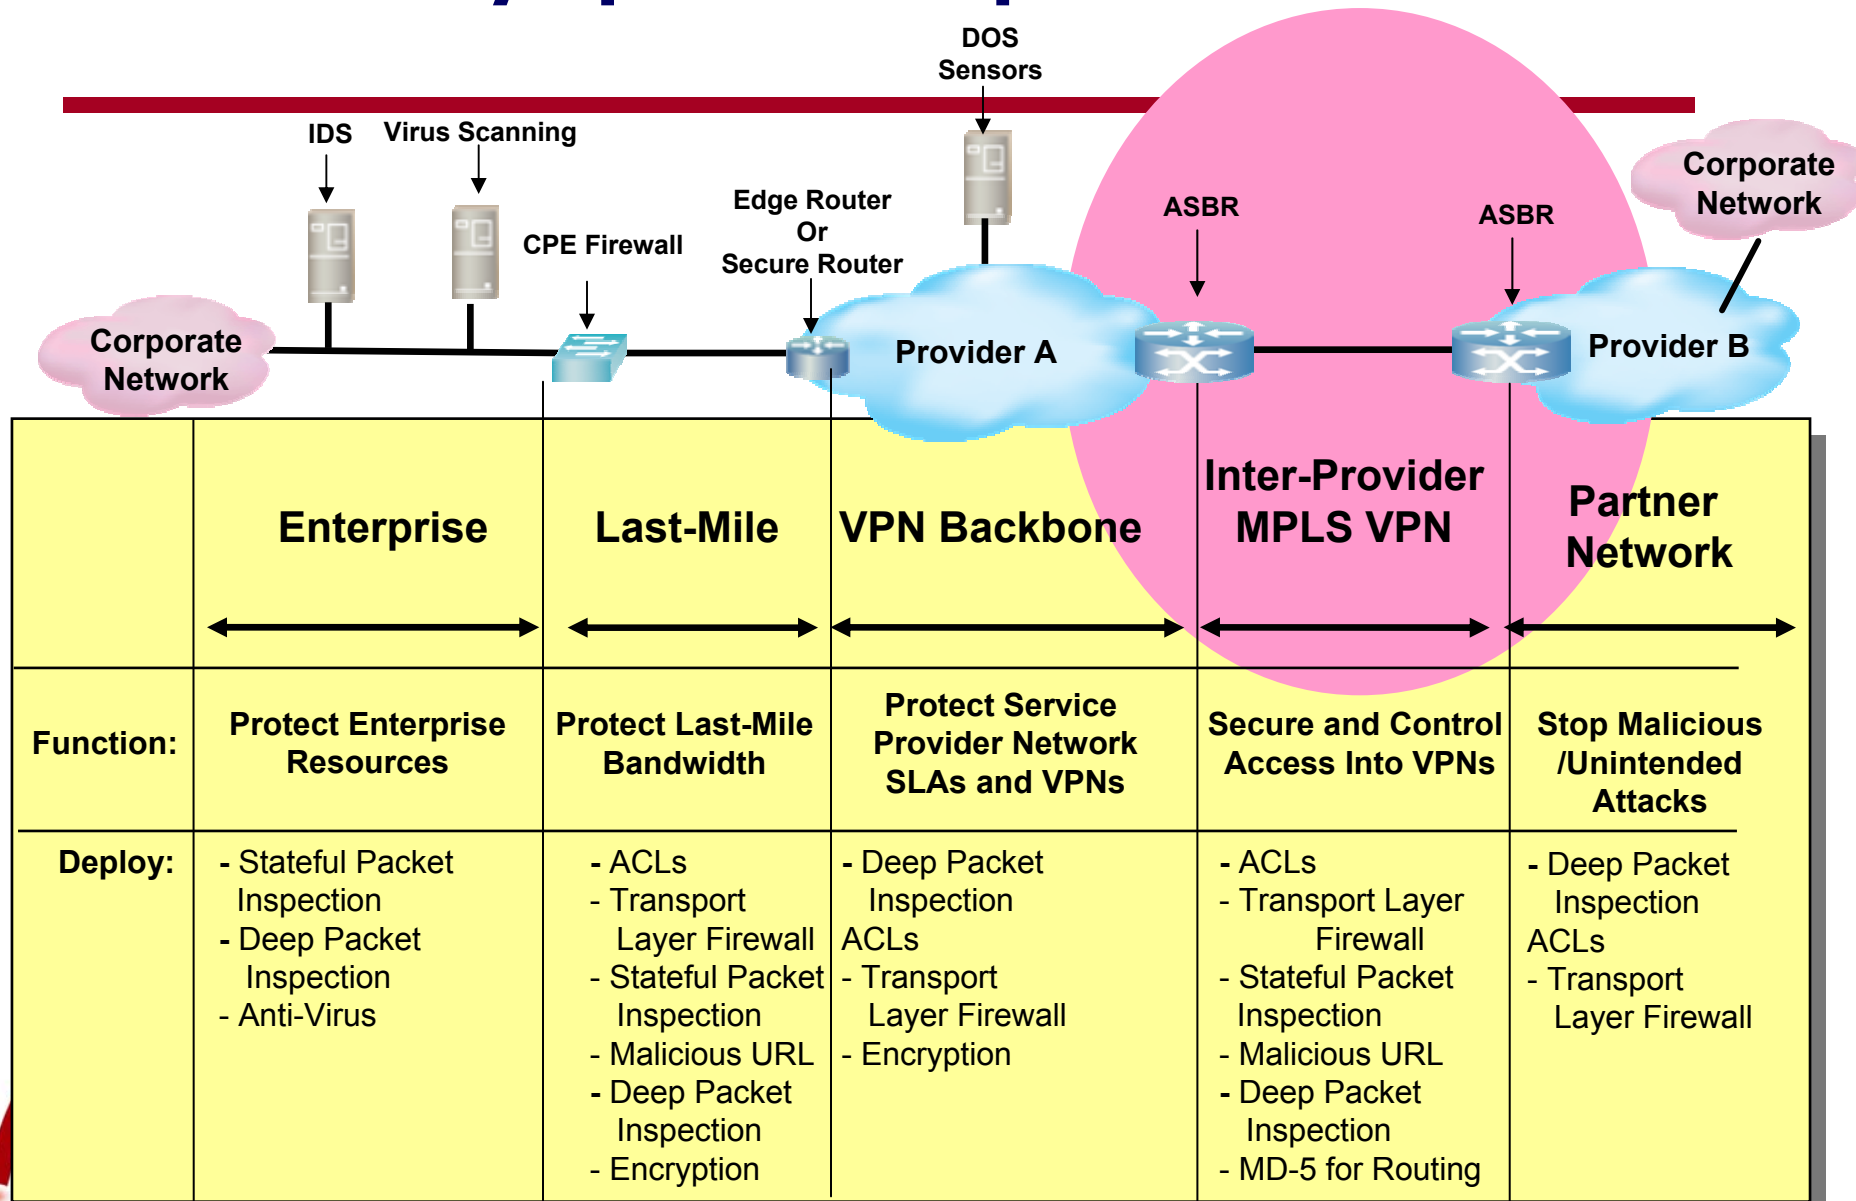 DOS
Sensors
IDS
Virus Scanning
CPE Firewall
Edge Router
Or
Secure Router
ASBR
ASBR
Corporate
Network
Corporate
Network
Provider A
Provider B
Enterprise
Last-Mile
VPN Backbone
Inter-Provider
MPLS VPN
Partner
Network
Function:
Protect Enterprise
Resources
Protect Last-Mile
Bandwidth
Protect Service
Provider Network
SLAs and VPNs
Secure and Control
Access Into VPNs
Stop Malicious
/Unintended
Attacks
Deploy:
- Stateful Packet
Inspection
- Deep Packet
Inspection
- Anti-Virus
- ACLs
- Transport
Layer Firewall
- Stateful Packet
Inspection
- Malicious URL
- Deep Packet
Inspection
- Encryption
- Deep Packet
Inspection
ACLs
- Transport
Layer Firewall
- Encryption
- ACLs
- Transport Layer
Firewall
- Stateful Packet
Inspection
- Malicious URL
- Deep Packet
Inspection
- MD-5 for Routing
- Deep Packet
Inspection
ACLs
- Transport
Layer Firewall